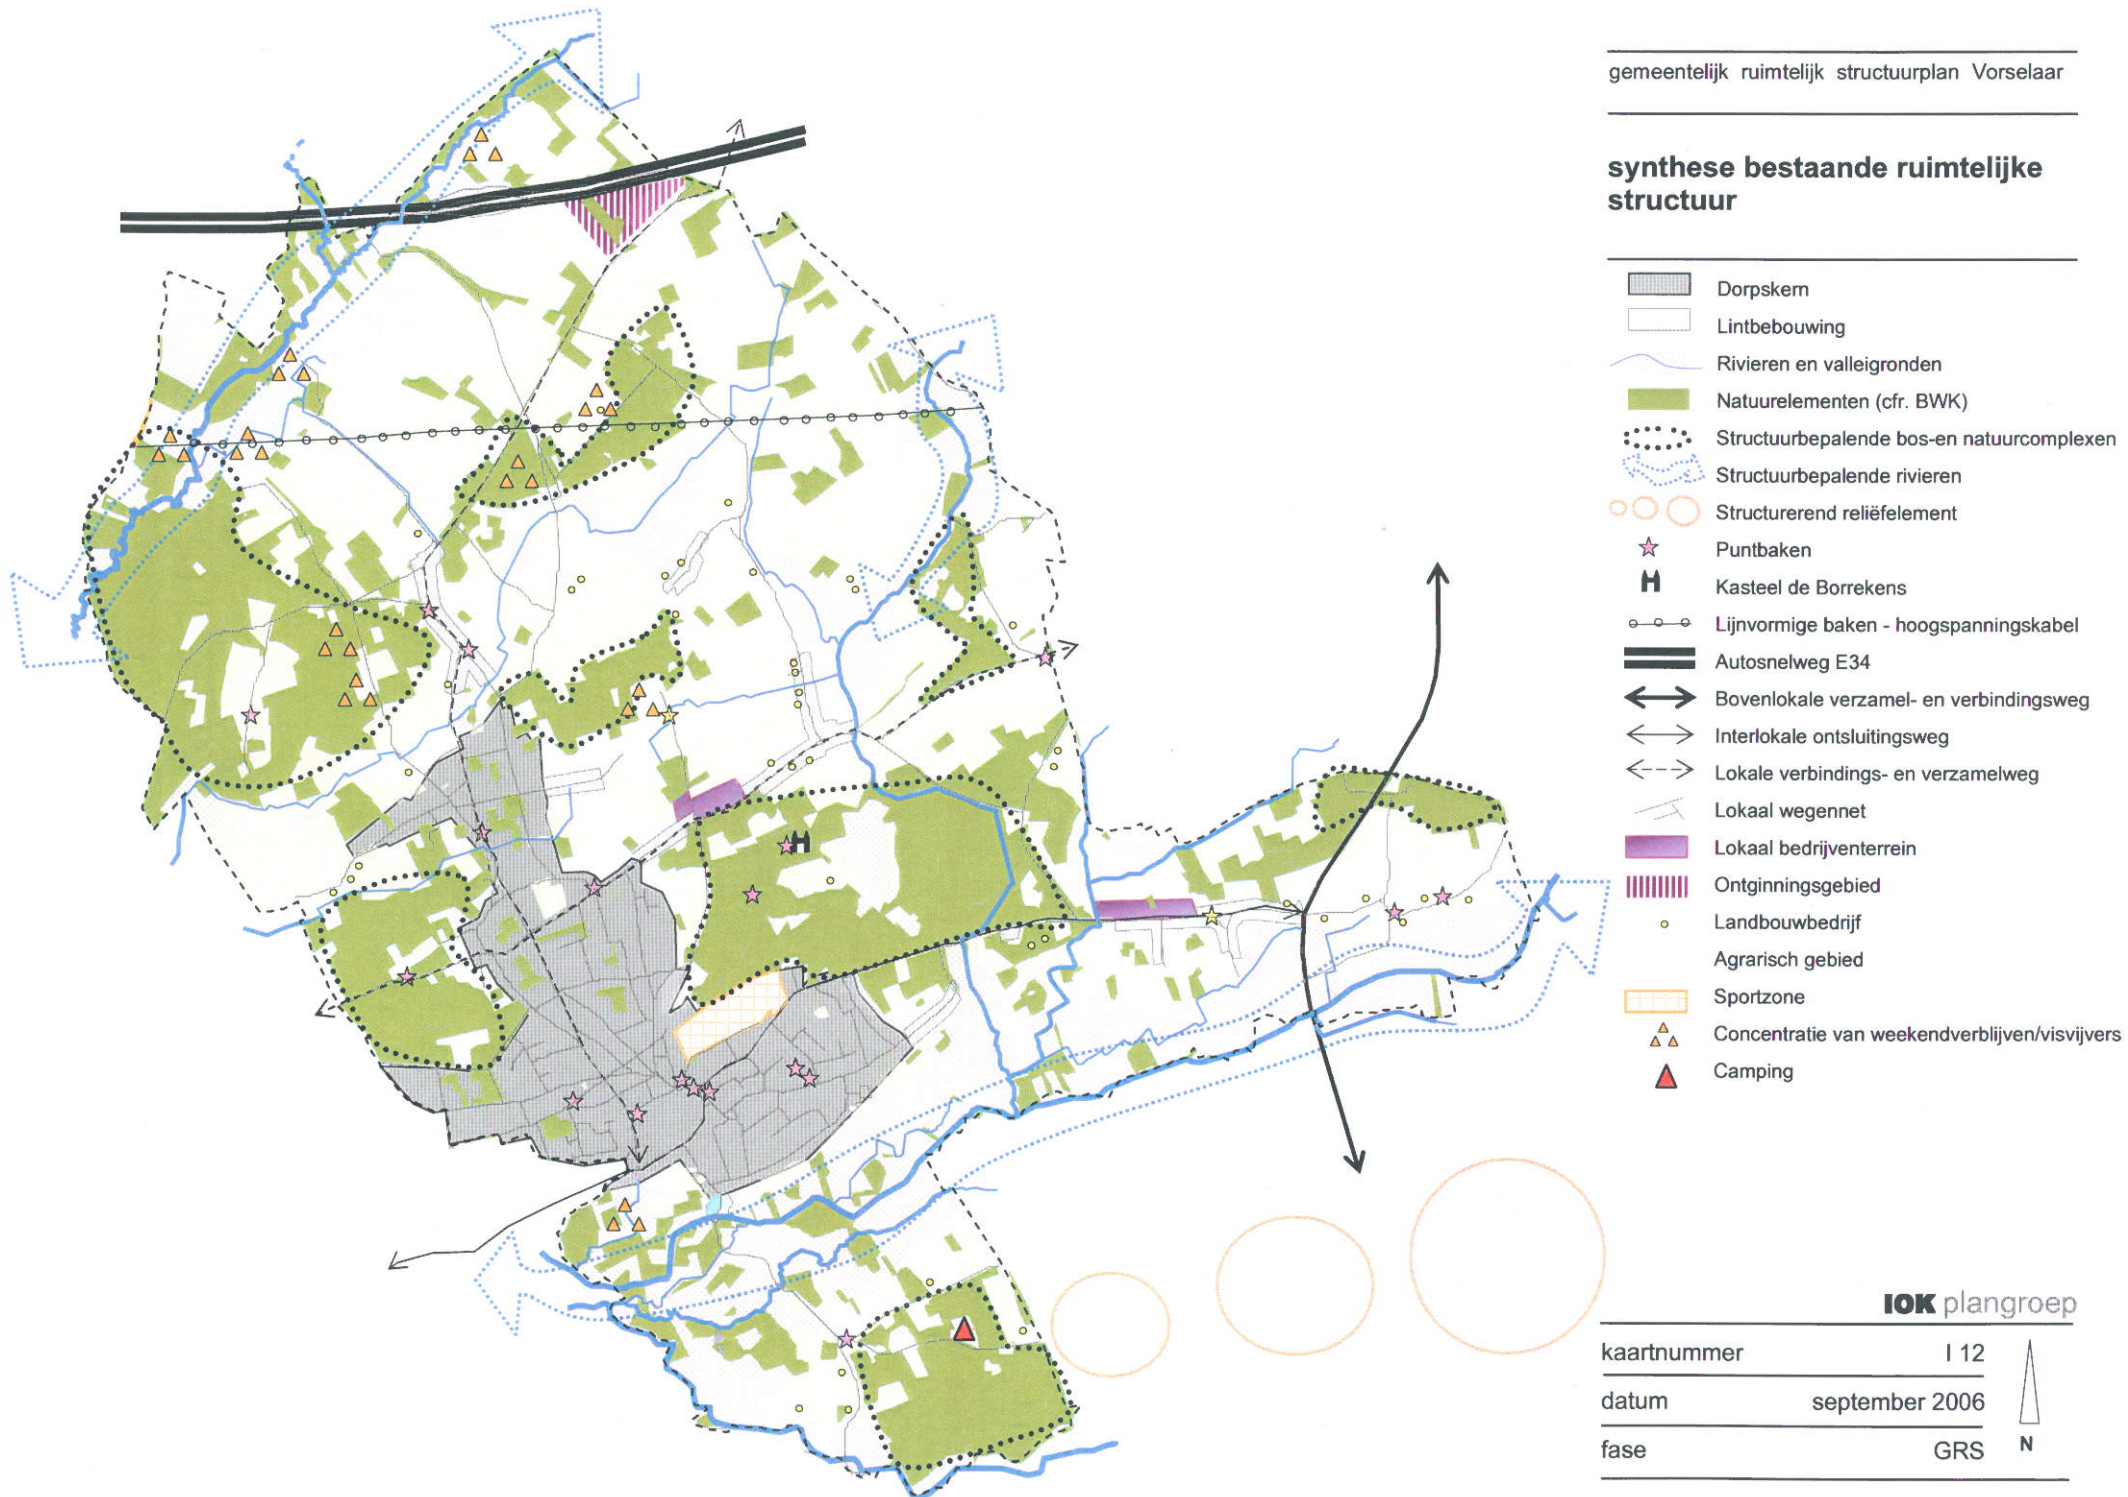 gemeentelijk ruimtelijk structuurplan Vorselaar
synthese bestaande ruimtelijke
structuur
Dorpskern
Lintbebouwing
Rivieren en valleigronden
Natuurelementen (cfr. BWK)
Structuurbepalende bos-en natuurcomplexen
Structuurbepalende rivieren
Structurerend reliëfelement
Puntbaken
Kasteel de Borrekens
Lijnvormige baken - hoogspanningskabel
Autosnelweg E34
Bovenlokale verzamel- en verbindingsweg
Interlokale ontsluitingsweg
Lokale verbindings- en verzamelweg
Lokaal wegennet
Lokaal bedrijventerrein
Ontginningsgebied
Landbouwbedrijf
Agrarisch gebied
Sportzone
Concentratie van weekendverblijven/visvijvers
Camping
IOK plangroep
kaartnummer I 12
datum september 2006
fase GRS
N